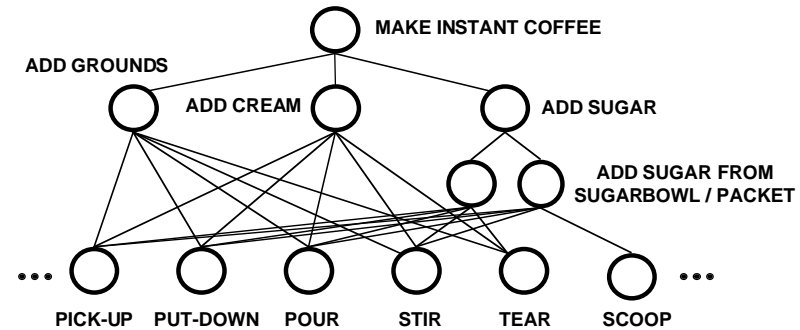 MAKE INSTANT COFFEE
ADD GROUNDS
ADD CREAM
ADD SUGAR
ADD SUGAR FROM
SUGARBOWL / PACKET
PICK-UP
PUT-DOWN
POUR
STIR
TEAR
SCOOP